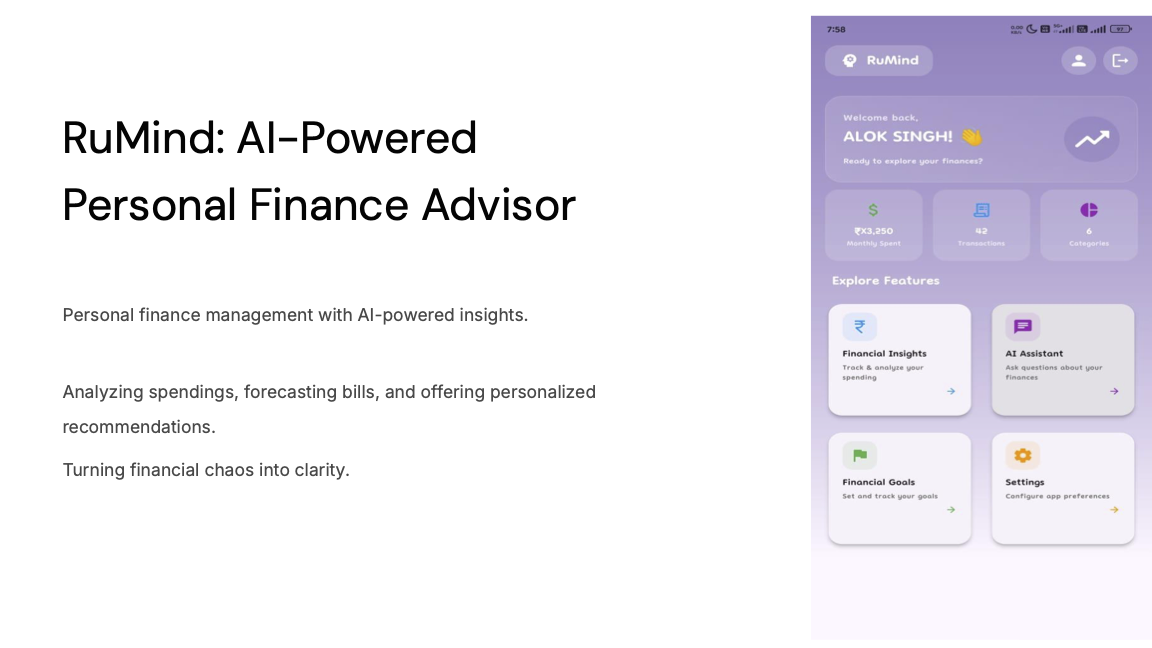 RuMind: AI-Powered
Personal Finance Advisor
Personal finance management with AI-powered insights.
Analyzing spendings, forecasting bills, and offering personalized
recommendations.
Turning financial chaos into clarity.
7:58
RuMind
Welcome back,
ALOK SINGH! 👋
Ready to explore your finances?
₹X3,250
Monthly Spent
42
Transactions
6
Categories
Explore Features
Financial Insights
Track & analyze your
spending
AI Assistant
Ask questions about your
finances
Financial Goals
Set and track your goals
Settings
Configure app preferences